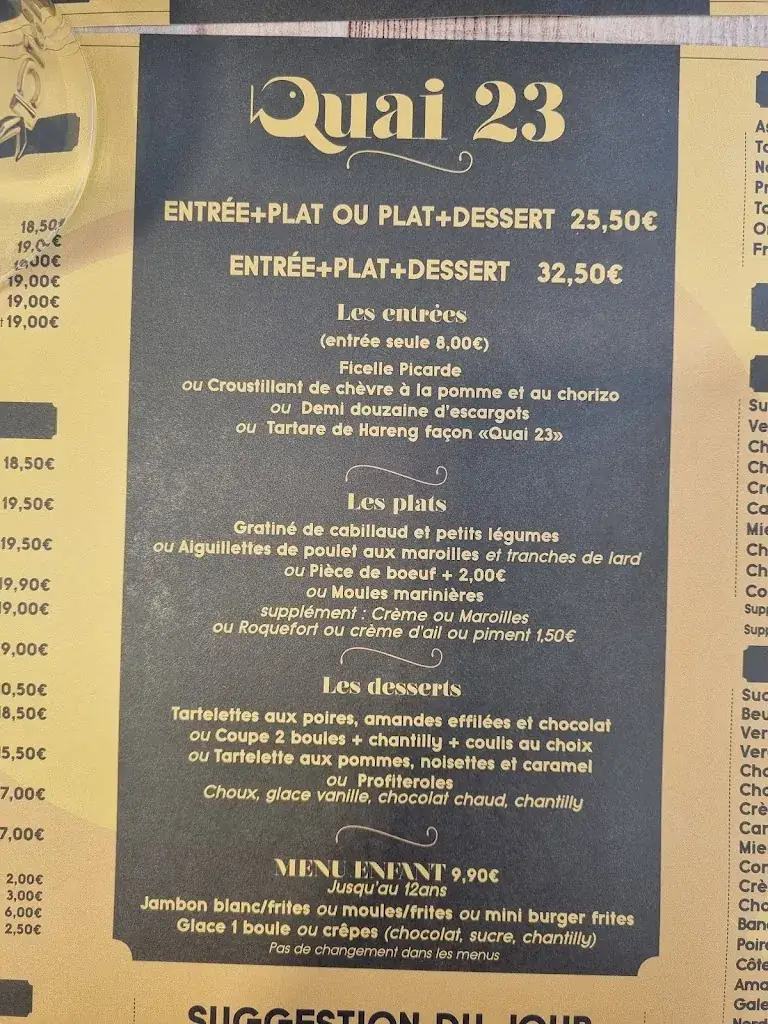 Quai 23
ENTRÉE+PLAT OU PLAT+DESSERT 25,50€
ENTRÉE+PLAT+DESSERT 32,50€
Les entrées
(entrée seule 8,00€)
Ficelle Picarde
ou Croustillant de chèvre à la pomme et au chorizo
ou Demi douzaine d'escargots
ou Tartare de Hareng façon «Quai 23»
Les plats
Gratiné de cabillaud et petits légumes
ou Aiguillettes de poulet aux maroilles et tranches de lard
ou Pièce de boeuf + 2,00€
ou Moules marinières
supplément : Crème ou Maroilles
ou Roquefort ou crème d'ail ou piment 1,50€
Les desserts
Tartelettes aux poires, amandes effilées et chocolat
ou Coupe 2 boules + chantilly + coulis au choix
ou Tartelette aux pommes, noisettes et caramel
ou Profiteroles
Choux, glace vanille, chocolat chaud, chantilly
MENU ENFANT 9,90€
Jusqu'au 12ans
Jambon blanc/frites ou moules/frites ou mini burger frites
Glace 1 boule ou crêpes (chocolat, sucre, chantilly)
Pas de changement dans les menus
SUGGESTION DU JOUR
18,50€
19,00€
19,00€
19,00€
19,00€
19,00€
18,50€
19,50€
19,50€
19,90€
19,00€
9,00€
0,50€
18,50€
5,50€
7,00€
7,00€
2,00€
3,00€
6,00€
2,50€